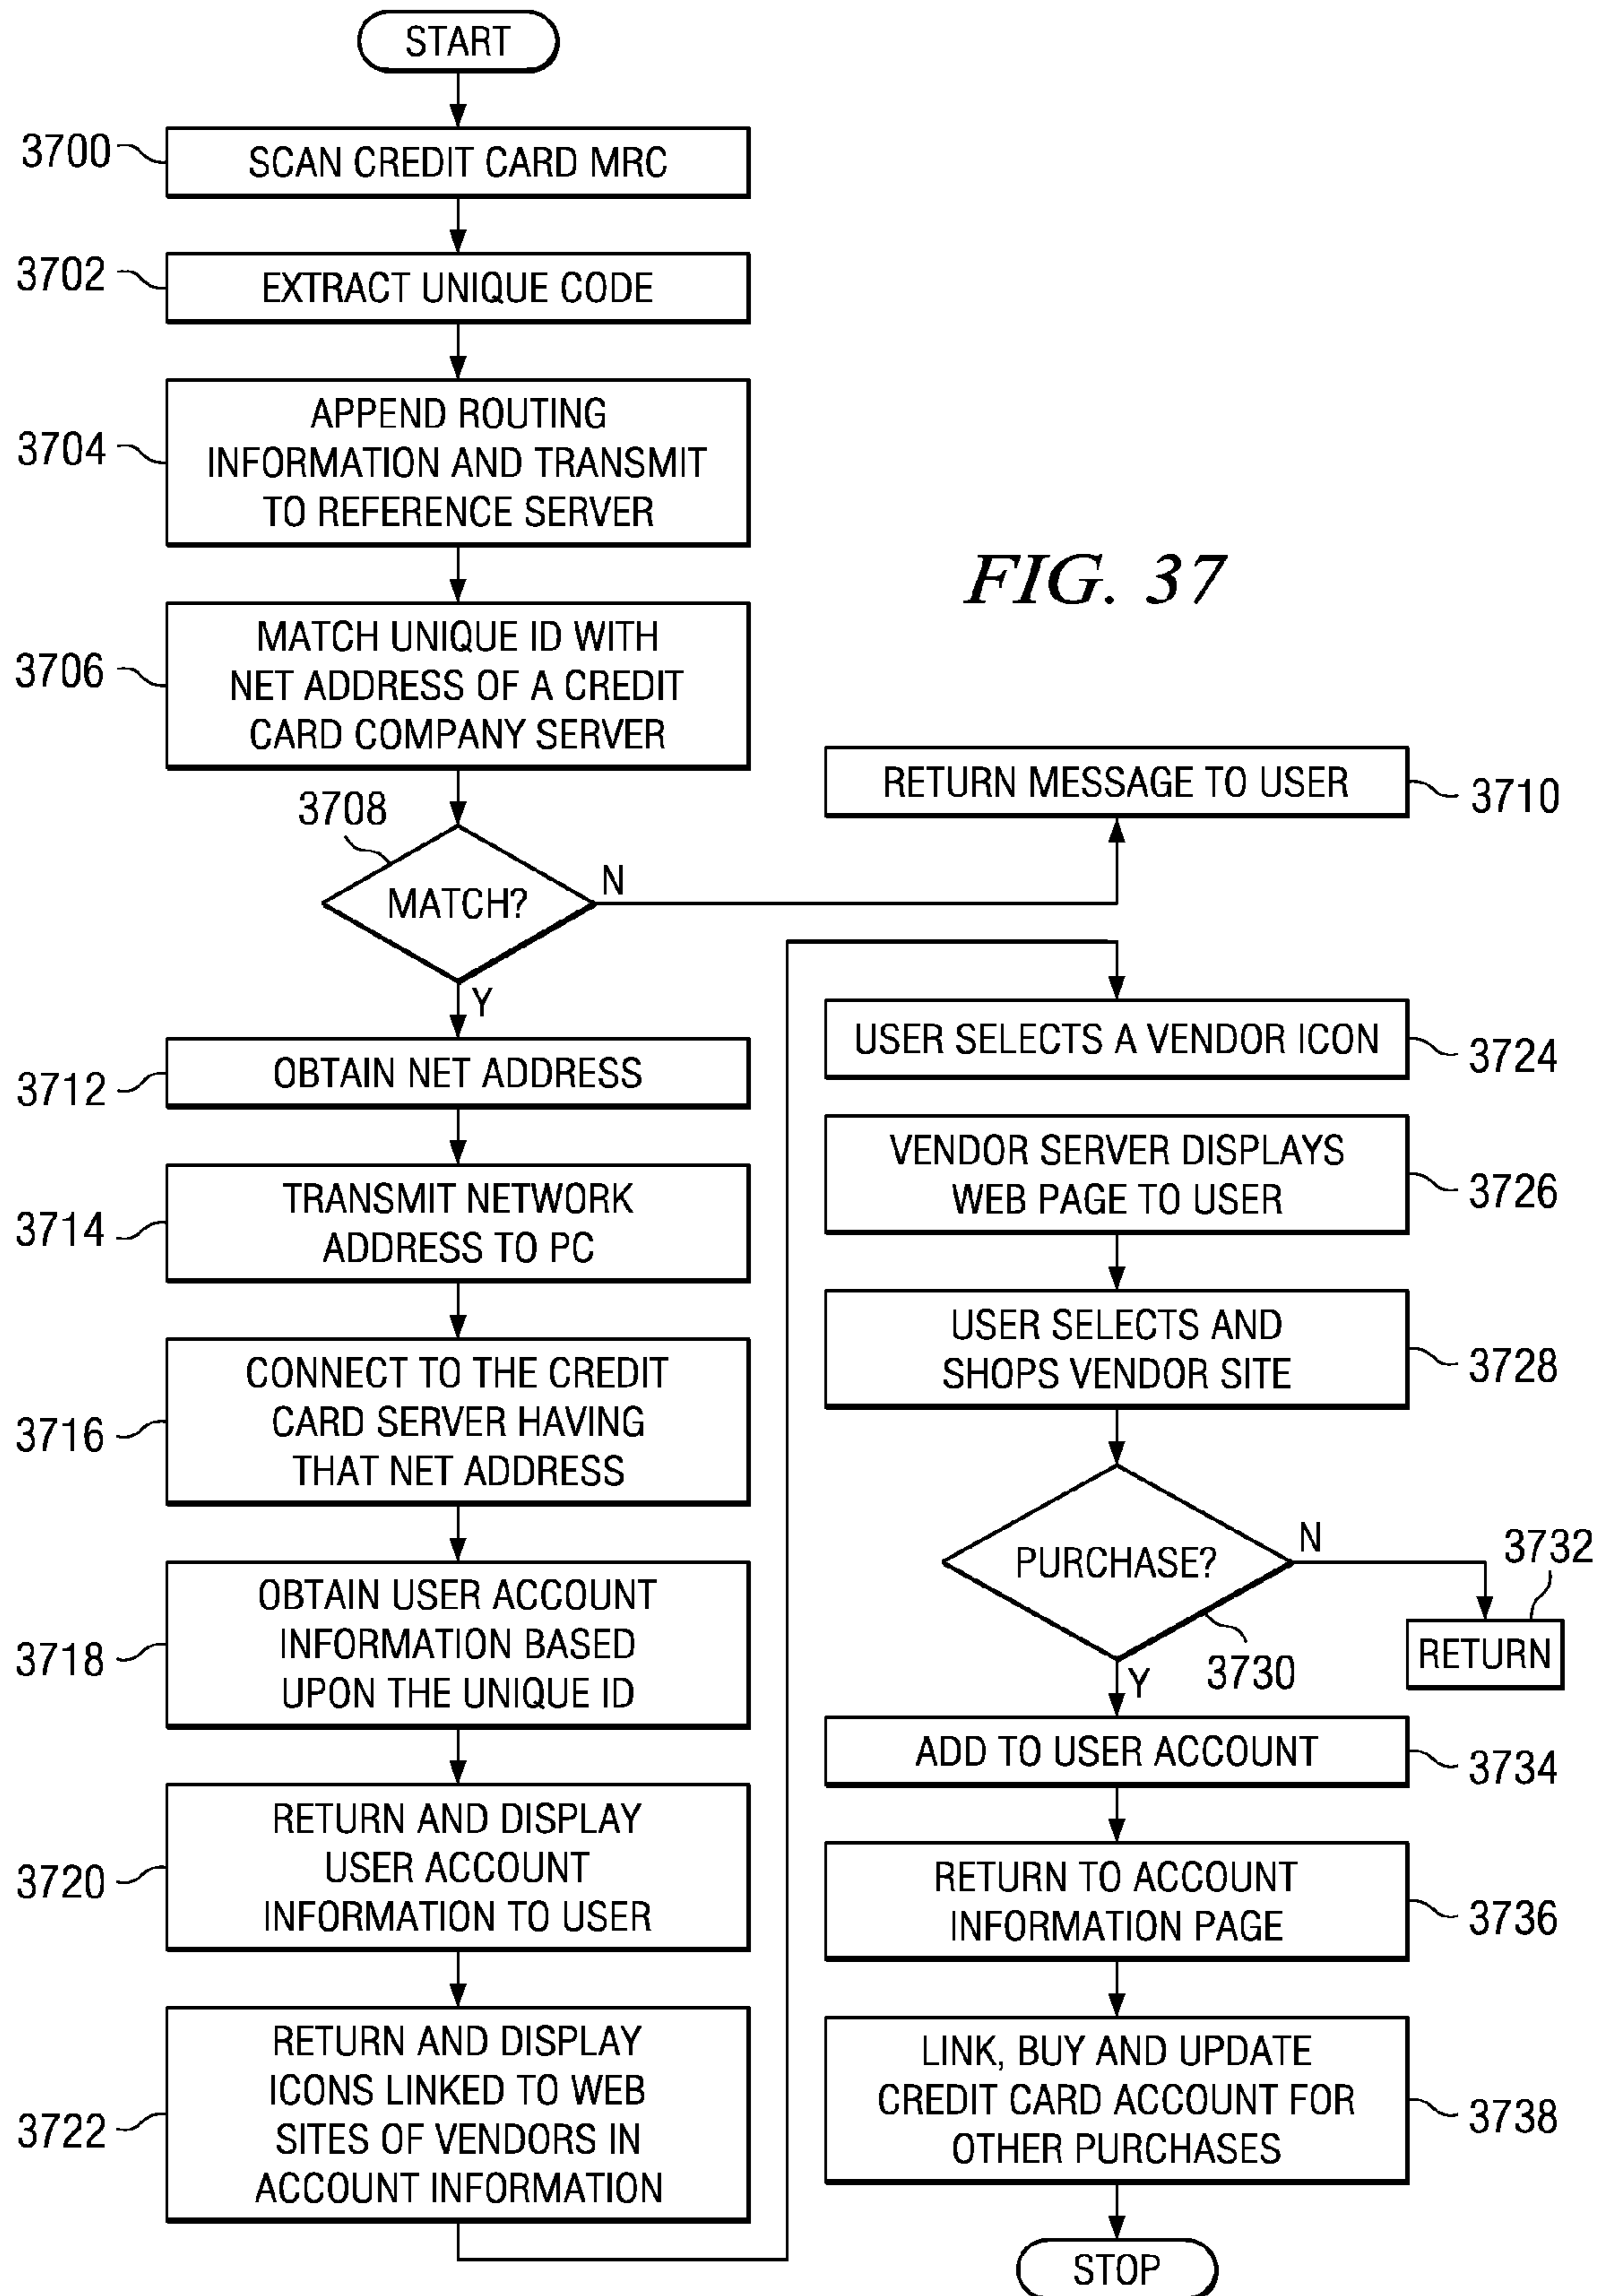 START
3700
SCAN CREDIT CARD MRC
3702
EXTRACT UNIQUE CODE
3704
APPEND ROUTING
INFORMATION AND TRANSMIT
TO REFERENCE SERVER
3706
MATCH UNIQUE ID WITH
NET ADDRESS OF A CREDIT
CARD COMPANY SERVER
3708
MATCH?
N
Y
RETURN MESSAGE TO USER
3710
3712
OBTAIN NET ADDRESS
3714
TRANSMIT NETWORK
ADDRESS TO PC
3716
CONNECT TO THE CREDIT
CARD SERVER HAVING
THAT NET ADDRESS
3718
OBTAIN USER ACCOUNT
INFORMATION BASED
UPON THE UNIQUE ID
3720
RETURN AND DISPLAY
USER ACCOUNT
INFORMATION TO USER
3722
RETURN AND DISPLAY
ICONS LINKED TO WEB
SITES OF VENDORS IN
ACCOUNT INFORMATION
FIG. 37
USER SELECTS A VENDOR ICON
3724
VENDOR SERVER DISPLAYS
WEB PAGE TO USER
3726
USER SELECTS AND
SHOPS VENDOR SITE
3728
PURCHASE?
N
3732
RETURN
3730
Y
ADD TO USER ACCOUNT
3734
RETURN TO ACCOUNT
INFORMATION PAGE
3736
LINK, BUY AND UPDATE
CREDIT CARD ACCOUNT FOR
OTHER PURCHASES
3738
STOP